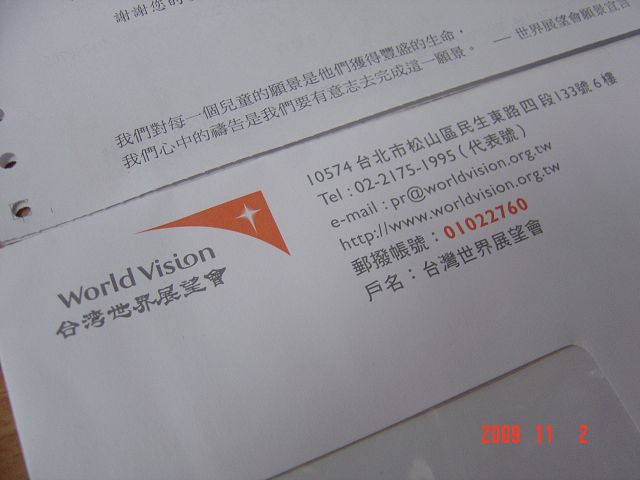 謝謝您的
我們對每一個兒童的願景是他們獲得豐盛的生命，
我們心中的禱告是我們要有意志去完成這一願景。 — 世界展望會願景宣言
World Vision
台灣世界展望會
10574 台北市松山區民生東路四段133號6樓
Tel : 02-2175-1995 (代表號)
e-mail : pr@worldvision.org.tw
http://www.worldvision.org.tw
郵撥帳號：01022760
戶名：台灣世界展望會
2009 11 2